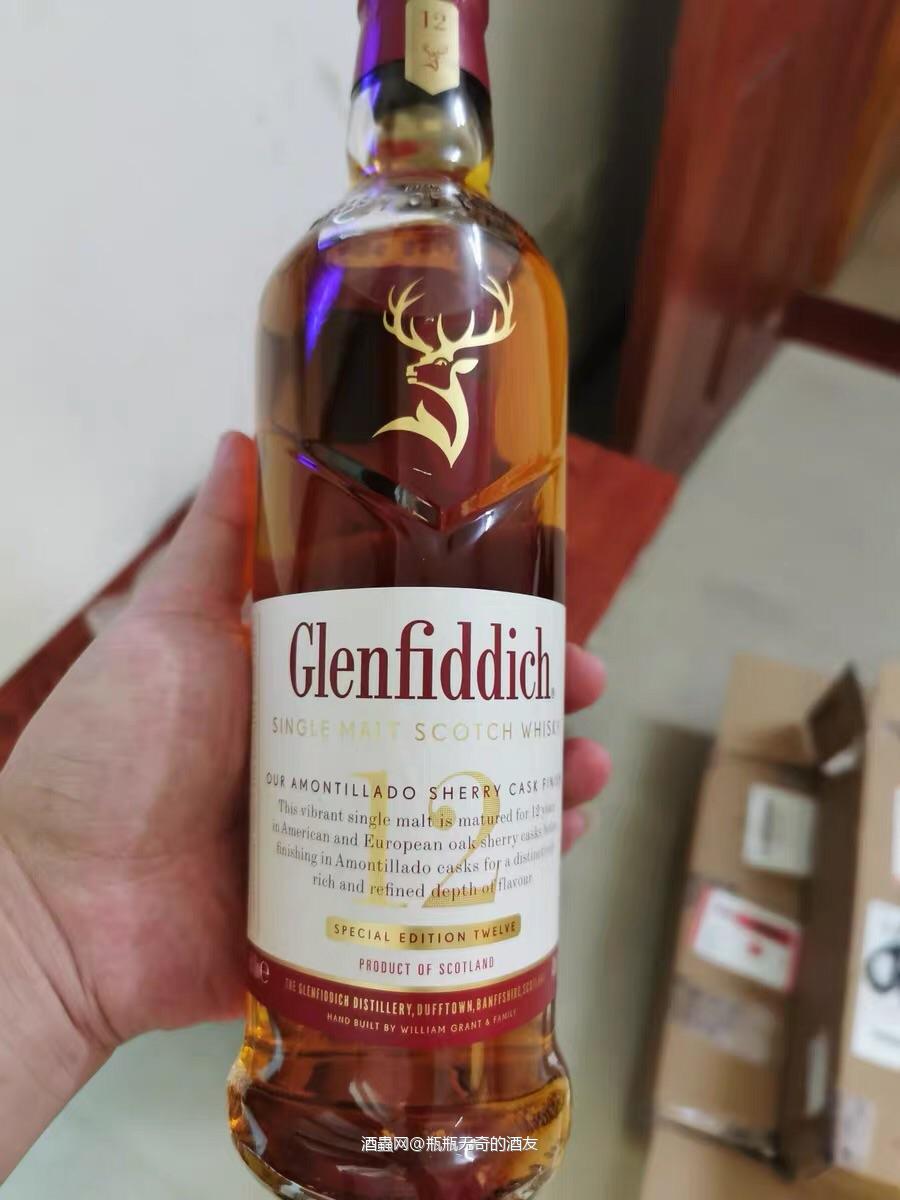 12
Glenfiddich
SINGLE MALT SCOTCH WHISKY
12
OUR AMONTILLADO SHERRY CASK FINISH
This vibrant single malt is matured for 12 years
in American and European oak sherry casks before
finishing in Amontillado casks for a distinctively
rich and refined depth of flavour.
SPECIAL EDITION TWELVE
PRODUCT OF SCOTLAND
THE GLENFIDDICH DISTILLERY, DUFFTOWN, BANFFSHIRE, SCOTLAND
HAND BUILT BY WILLIAM GRANT & FAMILY
酒蟲网@瓶瓶无奇的酒友